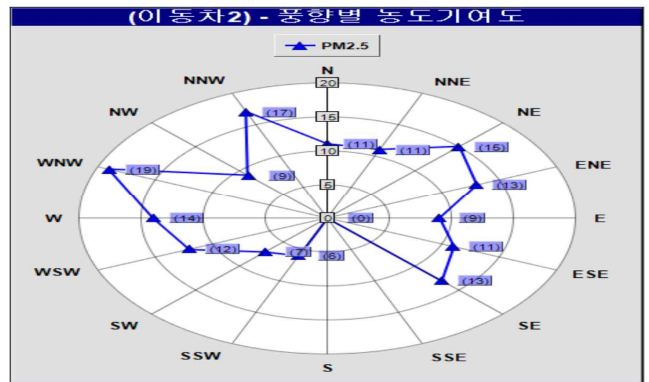 (이동차2) - 풍향별 농도기여도
PM2.5
N
NNW
NNE
20
(17)
NW
NE
15
(11)
(11)
(15)
10
WNW
(19)
(9)
(13)
ENE
5
W
(14)
0
(0)
(9)
E
(12)
(7)
(6)
(11)
WSW
ESE
(13)
SW
SE
SSW
SSE
S